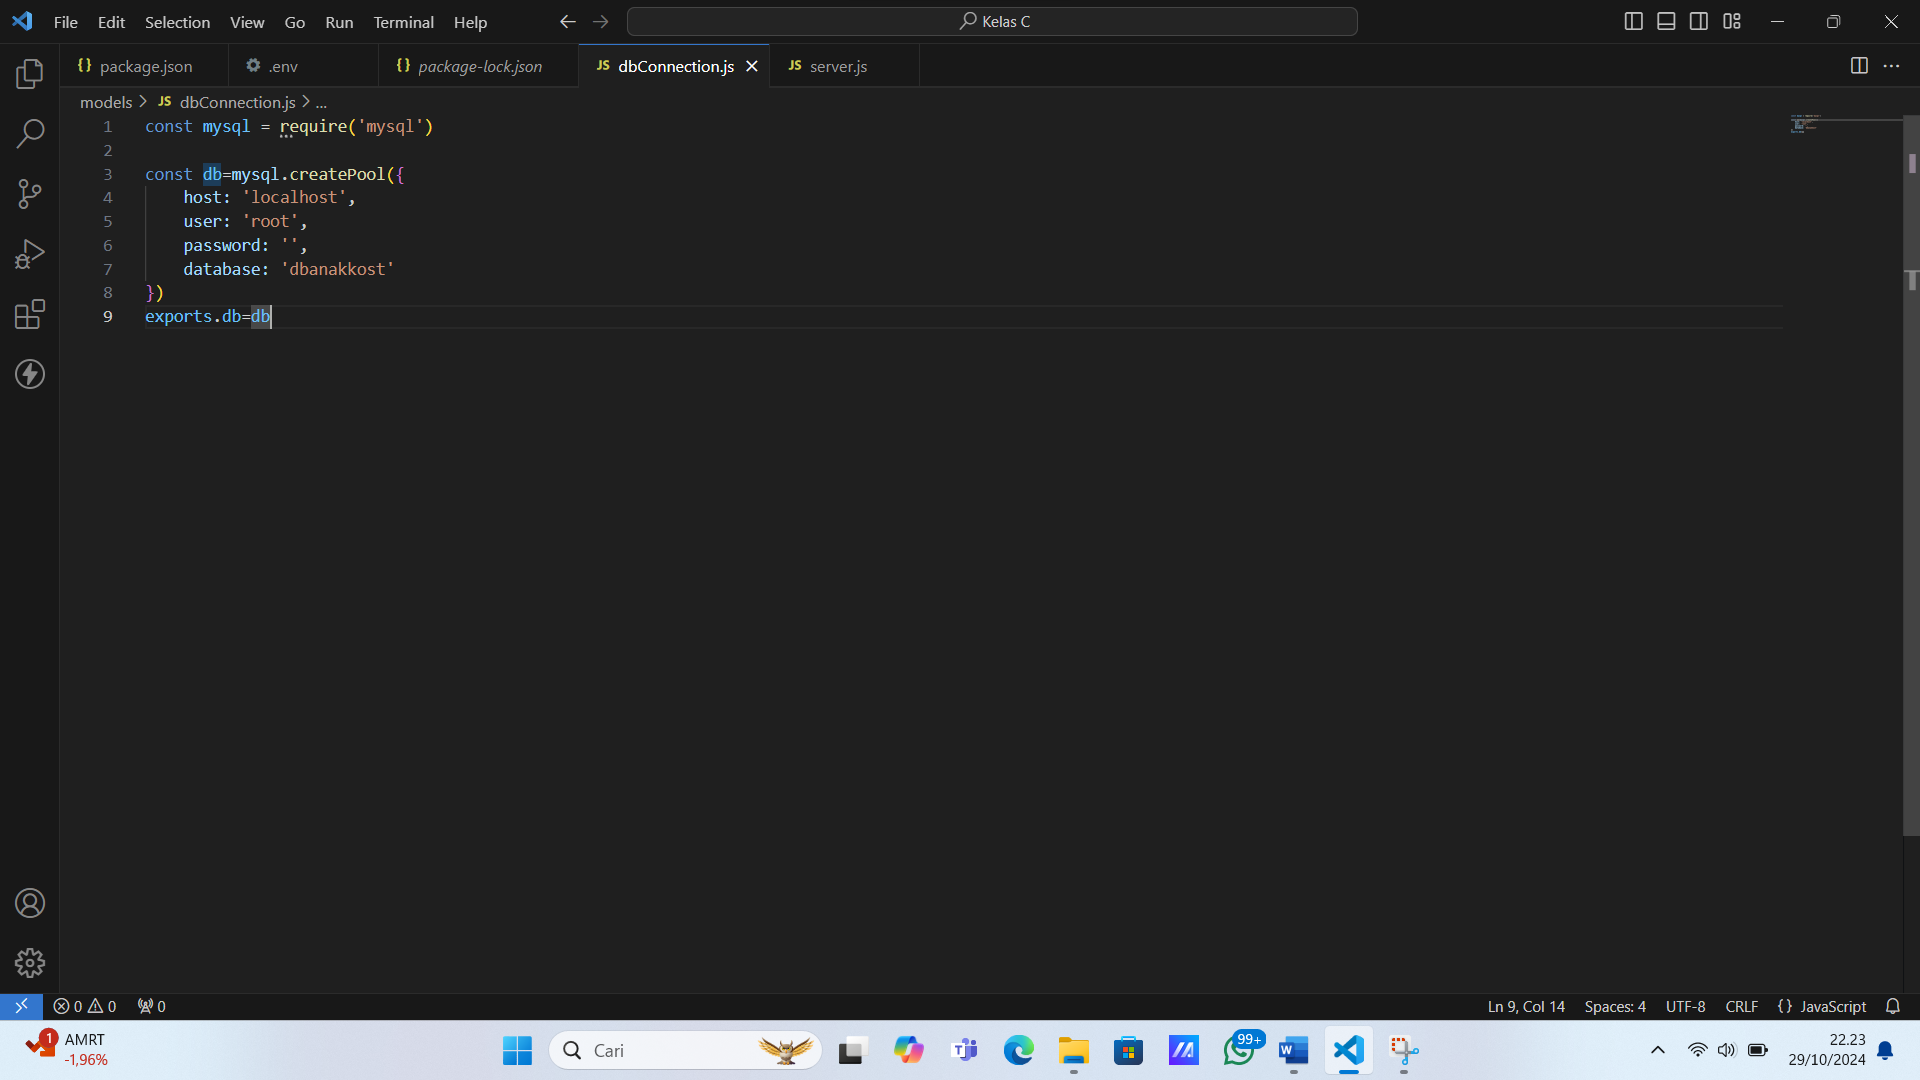 File Edit Selection View Go Run Terminal Help
Kelas C
{} package.json
.env
{} package-lock.json
JS dbConnection.js
JS server.js
models > JS dbConnection.js > ...
1 const mysql = require('mysql')
2
3 const db=mysql.createPool({
4 host: 'localhost',
5 user: 'root',
6 password: '',
7 database: 'dbanakkost'
8 })
9 exports.db=db
0 0 0
Ln 9, Col 14 Spaces: 4 UTF-8 CRLF {} JavaScript
1
AMRT
-1,96%
Cari
99+
22.23
29/10/2024